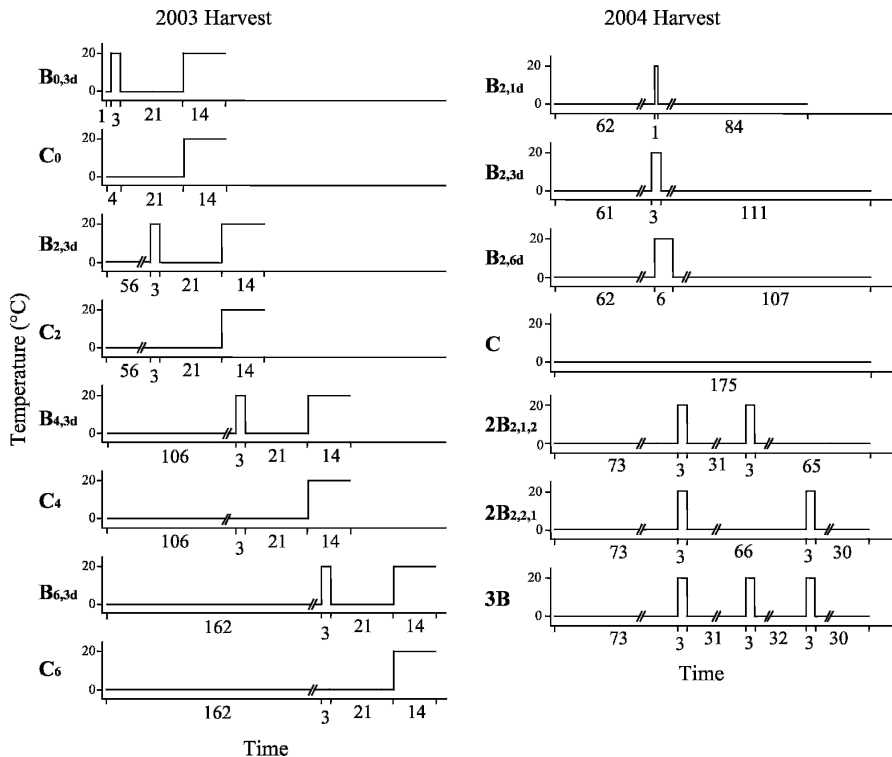 2003 Harvest
B0,3d
20
0
1 3 21 14
C0
20
0
4 21 14
B2,3d
20
0
56 3 21 14
C2
20
0
56 3 21 14
B4,3d
20
0
106 3 21 14
C4
20
0
106 3 21 14
B6,3d
20
0
162 3 21 14
C6
20
0
162 3 21 14
Temperature (°C)
Time
2004 Harvest
B2,1d
20
0
62 1 84
B2,3d
20
0
61 3 111
B2,6d
20
0
62 6 107
C
20
0
175
2B2,1,2
20
0
73 3 31 3 65
2B2,2,1
20
0
73 3 66 3 30
3B
20
0
73 3 31 3 32 3 30
Time